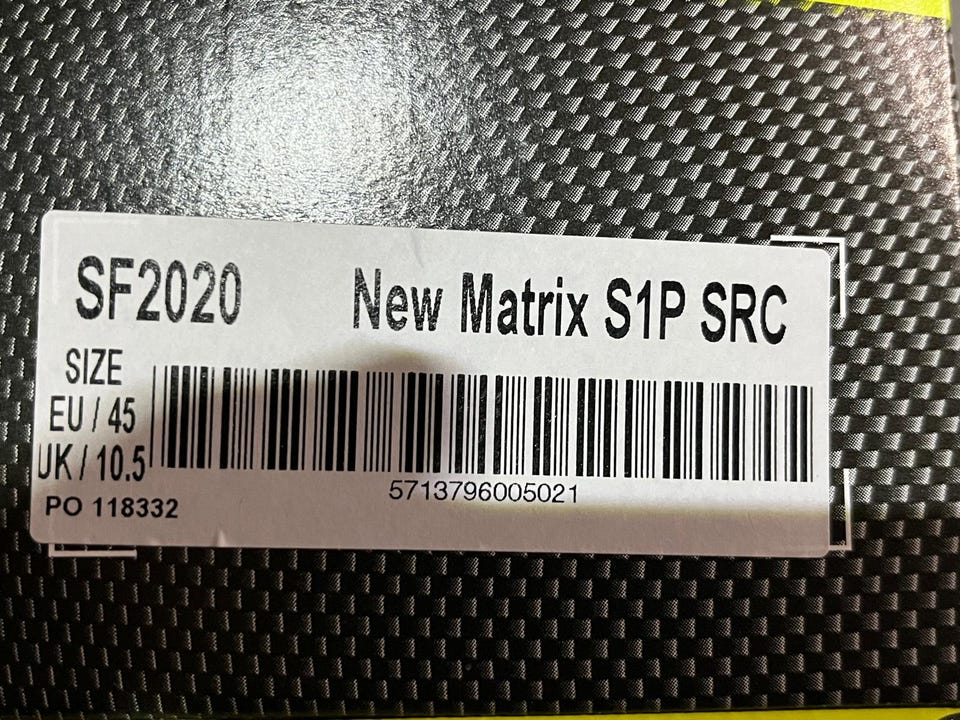 SF2020 New Matrix S1P SRC
SIZE
EU / 45
UK / 10.5
5713796005021
PO 118332